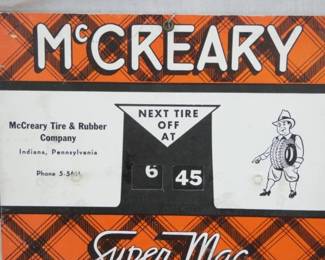 McCREARY
McCreary Tire & Rubber
Company
Indiana, Pennsylvania
Phone
NEXT TIRE
OFF
AT
6 45
Super Mac